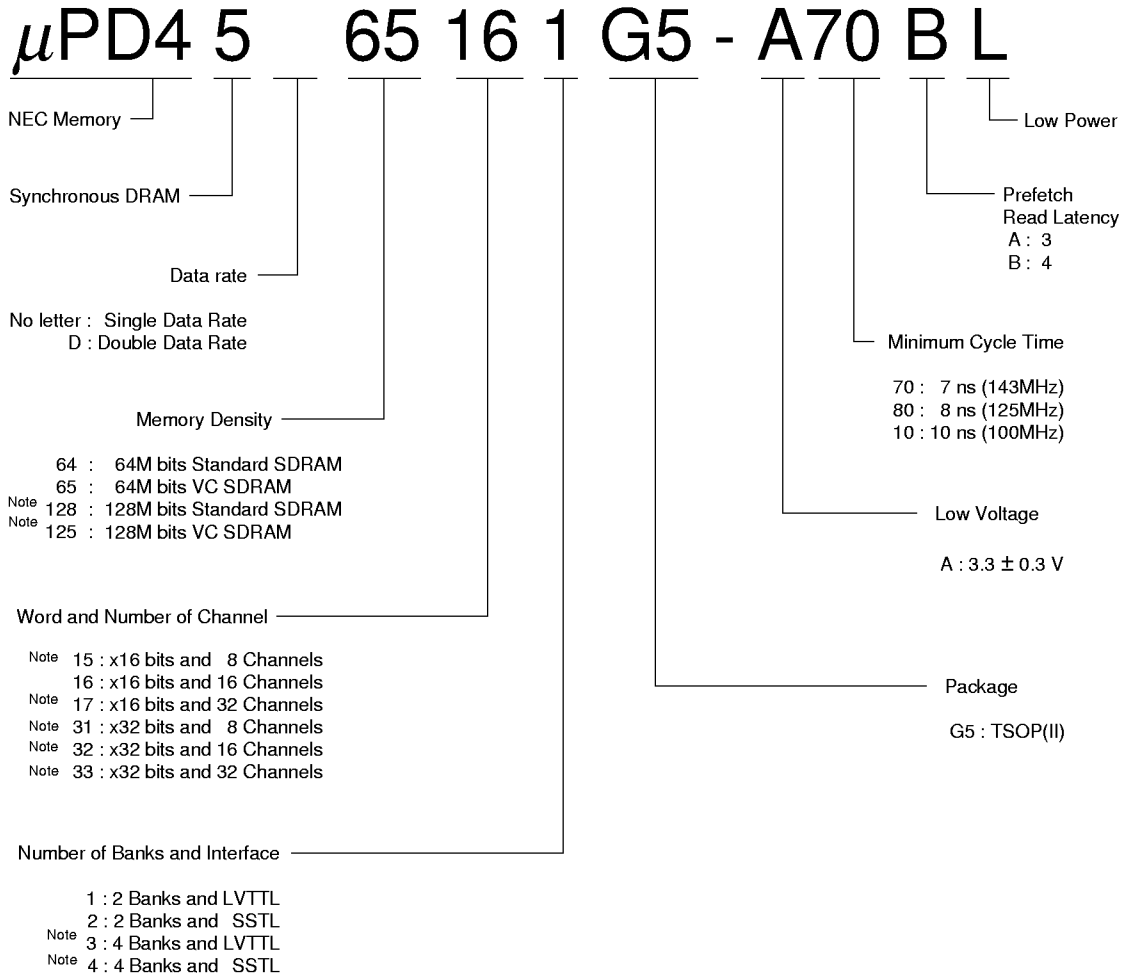 µPD4 5 65 16 1 G5 - A70 B L
NEC Memory
Low Power
Synchronous DRAM
Prefetch
Read Latency
A : 3
B : 4
Data rate
No letter : Single Data Rate
D : Double Data Rate
Minimum Cycle Time
70 : 7 ns (143MHz)
80 : 8 ns (125MHz)
10 : 10 ns (100MHz)
Memory Density
64 : 64M bits Standard SDRAM
65 : 64M bits VC SDRAM
Note 128 : 128M bits Standard SDRAM
Note 125 : 128M bits VC SDRAM
Low Voltage
A : 3.3 ± 0.3 V
Word and Number of Channel
Note 15 : x16 bits and 8 Channels
16 : x16 bits and 16 Channels
Note 17 : x16 bits and 32 Channels
Note 31 : x32 bits and 8 Channels
Note 32 : x32 bits and 16 Channels
Note 33 : x32 bits and 32 Channels
Package
G5 : TSOP(II)
Number of Banks and Interface
1 : 2 Banks and LVTTL
2 : 2 Banks and SSTL
Note 3 : 4 Banks and LVTTL
Note 4 : 4 Banks and SSTL